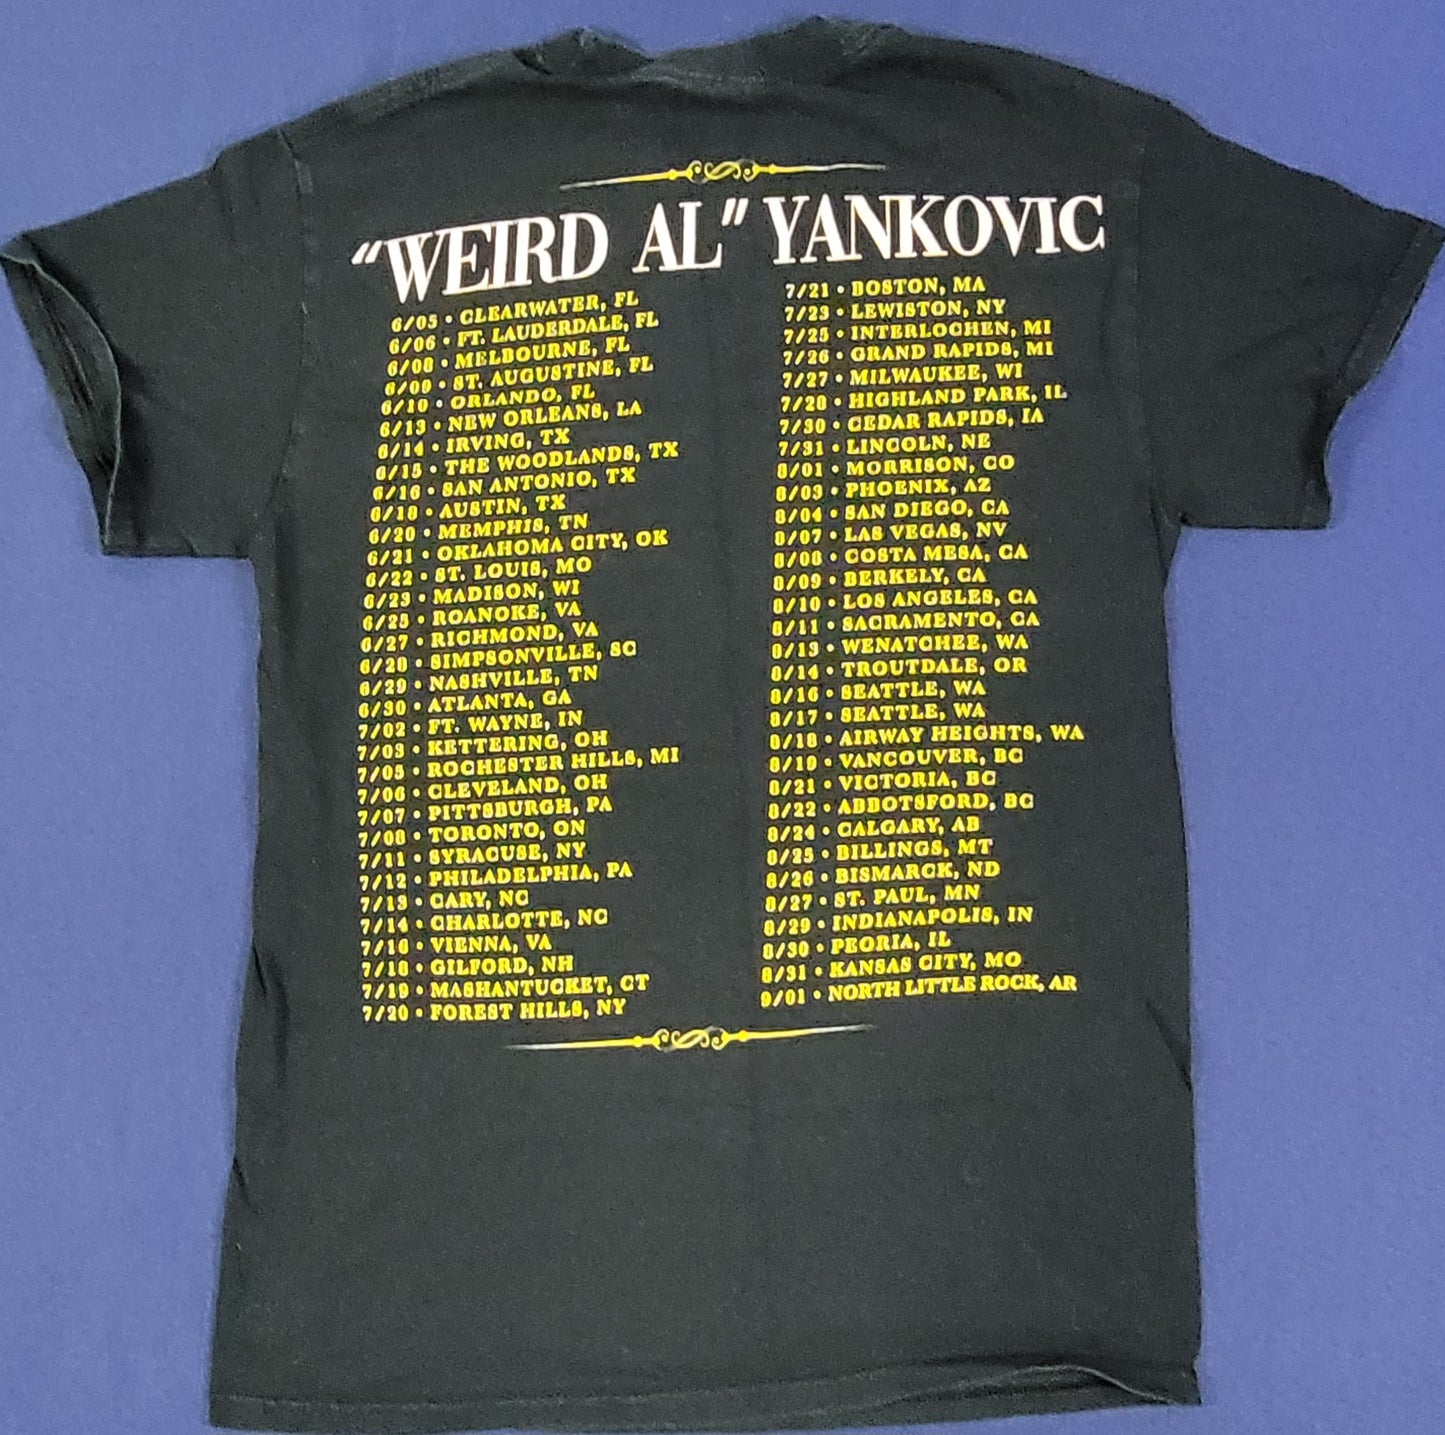 "WEIRD AL" YANKOVIC
6/05 • CLEARWATER, FL
6/06 • FT. LAUDERDALE, FL
6/08 • MELBOURNE, FL
6/09 • ST. AUGUSTINE, FL
6/10 • ORLANDO, FL
6/13 • NEW ORLEANS, LA
6/14 • IRVING, TX
6/15 • THE WOODLANDS, TX
6/16 • SAN ANTONIO, TX
6/18 • AUSTIN, TX
6/20 • MEMPHIS, TN
6/21 • OKLAHOMA CITY, OK
6/22 • ST. LOUIS, MO
6/23 • MADISON, WI
6/25 • ROANOKE, VA
6/27 • RICHMOND, VA
6/28 • SIMPSONVILLE, SC
6/29 • NASHVILLE, TN
6/30 • ATLANTA, GA
7/02 • FT. WAYNE, IN
7/03 • KETTERING, OH
7/05 • ROCHESTER HILLS, MI
7/06 • CLEVELAND, OH
7/07 • PITTSBURGH, PA
7/08 • TORONTO, ON
7/11 • SYRACUSE, NY
7/12 • PHILADELPHIA, PA
7/13 • CARY, NC
7/14 • CHARLOTTE, NC
7/16 • VIENNA, VA
7/18 • GILFORD, NH
7/19 • MASHANTUCKET, CT
7/20 • FOREST HILLS, NY
7/21 • BOSTON, MA
7/23 • LEWISTON, NY
7/25 • INTERLOCHEN, MI
7/26 • GRAND RAPIDS, MI
7/27 • MILWAUKEE, WI
7/28 • HIGHLAND PARK, IL
7/30 • CEDAR RAPIDS, IA
7/31 • LINCOLN, NE
8/01 • MORRISON, CO
8/03 • PHOENIX, AZ
8/04 • SAN DIEGO, CA
8/07 • LAS VEGAS, NV
8/08 • COSTA MESA, CA
8/09 • BERKELY, CA
8/10 • LOS ANGELES, CA
8/11 • SACRAMENTO, CA
8/13 • WENATCHEE, WA
8/14 • TROUTDALE, OR
8/16 • SEATTLE, WA
8/17 • SEATTLE, WA
8/18 • AIRWAY HEIGHTS, WA
8/19 • VANCOUVER, BC
8/21 • VICTORIA, BC
8/22 • ABBOTSFORD, BC
8/24 • CALGARY, AB
8/25 • BILLINGS, MT
8/26 • BISMARCK, ND
8/27 • ST. PAUL, MN
8/29 • INDIANAPOLIS, IN
8/30 • PEORIA, IL
8/31 • KANSAS CITY, MO
9/01 • NORTH LITTLE ROCK, AR